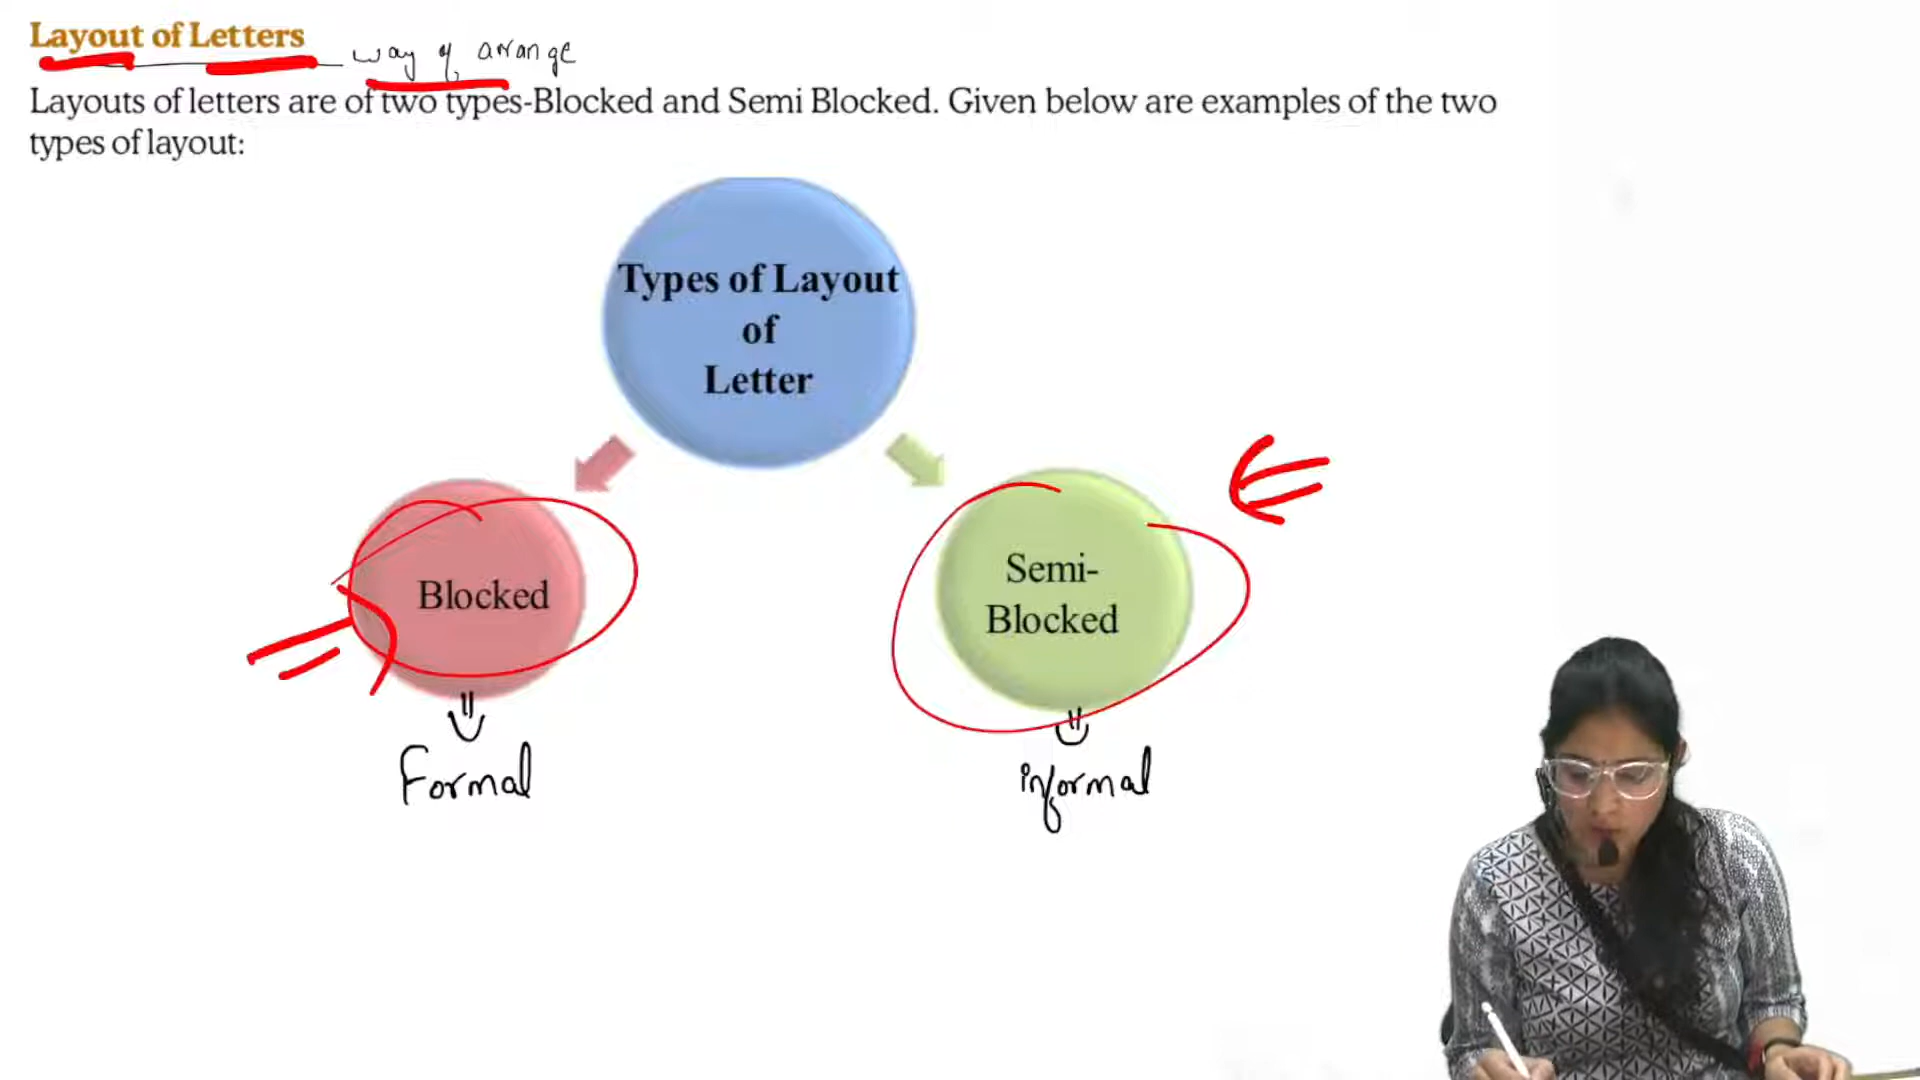 Layout of Letters
way of arrange
Layouts of letters are of two types-Blocked and Semi Blocked. Given below are examples of the two
types of layout:
Types of Layout
of
Letter
Blocked
Semi-
Blocked
Formal
informal